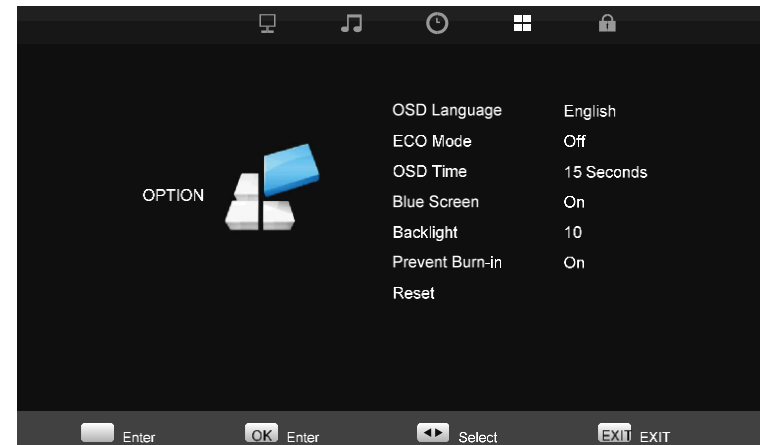 OSD Language English
ECO Mode Off
OSD Time 15 Seconds
OPTION
Blue Screen On
Backlight 10
Prevent Burn-in On
Reset
Enter OK Enter Select EXIT EXIT